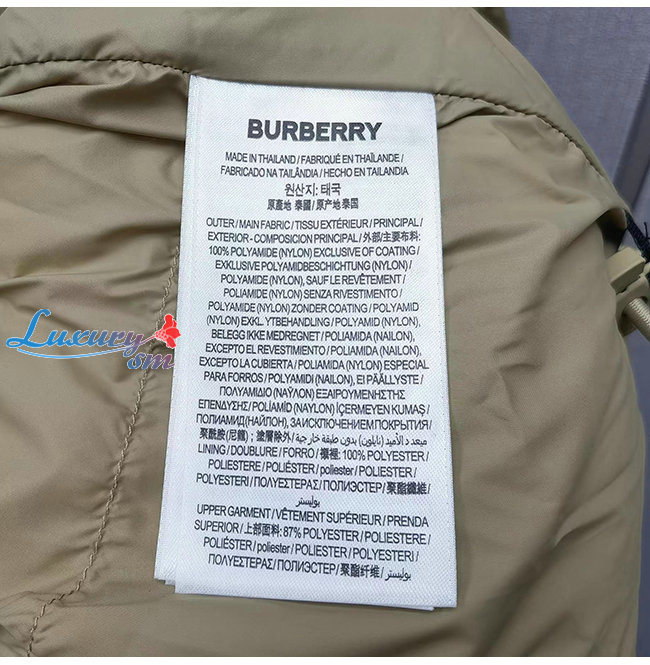 BURBERRY
MADE IN THAILAND / FABRIQUÉ EN THAÏLANDE /
FABRICADO NA TAILÂNDIA / HECHO EN TAILANDIA
원산지: 태국
原產地 泰國 / 原产地 泰国
OUTER / MAIN FABRIC / TISSU EXTÉRIEUR / PRINCIPAL /
EXTERIOR - COMPOSICION PRINCIPAL / 外部/主要布料:
100% POLYAMIDE (NYLON) EXCLUSIVE OF COATING /
EXKLUSIVE POLYAMIDBESCHICHTUNG (NYLON) /
POLYAMIDE (NYLON), SAUF LE REVÊTEMENT /
POLIAMIDE (NYLON) SENZA RIVESTIMENTO /
POLYAMIDE (NYLON) ZONDER COATING / POLYAMID
(NYLON) EXKL. YTBEHANDLING / POLYAMID (NYLON),
BELEGG IKKE MEDREGNET / POLIAMIDA (NAILON),
EXCEPTO EL REVESTIMIENTO / POLIAMIDA (NAILON),
EXCEPTO LA CUBIERTA / POLIAMIDA (NYLON) ESPECIAL
PARA FORROS / POLYAMIDI (NAILON), EI PÄÄLLYSTE /
ΠΟΛΥΑΜΙΔΙΟ (ΝΑΫΛΟΝ) ΕΞΑΙΡΟΥΜΕΝΗΣΤΗΣ
ΕΠΕΝΔΥΣΗΣ / POLİAMİD (NAYLON) İÇERMEYEN KUMAŞ /
ПОЛИАМИД (НАЙЛОН), ЗА ИСКЛЮЧЕНИЕМ ПОКРЫТИЯ /
聚酰胺 (尼龍) ; 塗層除外 / مبعد د الأميد (نايلون) بدون طبقة خارجية
LINING / DOUBLURE / FORRO / 襯裡: 100% POLYESTER /
POLIESTERE / POLIÉSTER / poliester / POLIESTER /
POLYESTERI / ΠΟΛΥΕΣΤΕΡΑΣ / ПОЛИЭСТЕР / 聚酯纖維 /
بوليستر
UPPER GARMENT / VÊTEMENT SUPÉRIEUR / PRENDA
SUPERIOR / 上部面料: 87% POLYESTER / POLIESTERE /
POLIÉSTER / poliester / POLIESTER / POLYESTERI /
ΠΟΛΥΕΣΤΕΡΑΣ / ПОЛИЭСТЕР / 聚酯纤维 / بوليستر
Luxury
sm